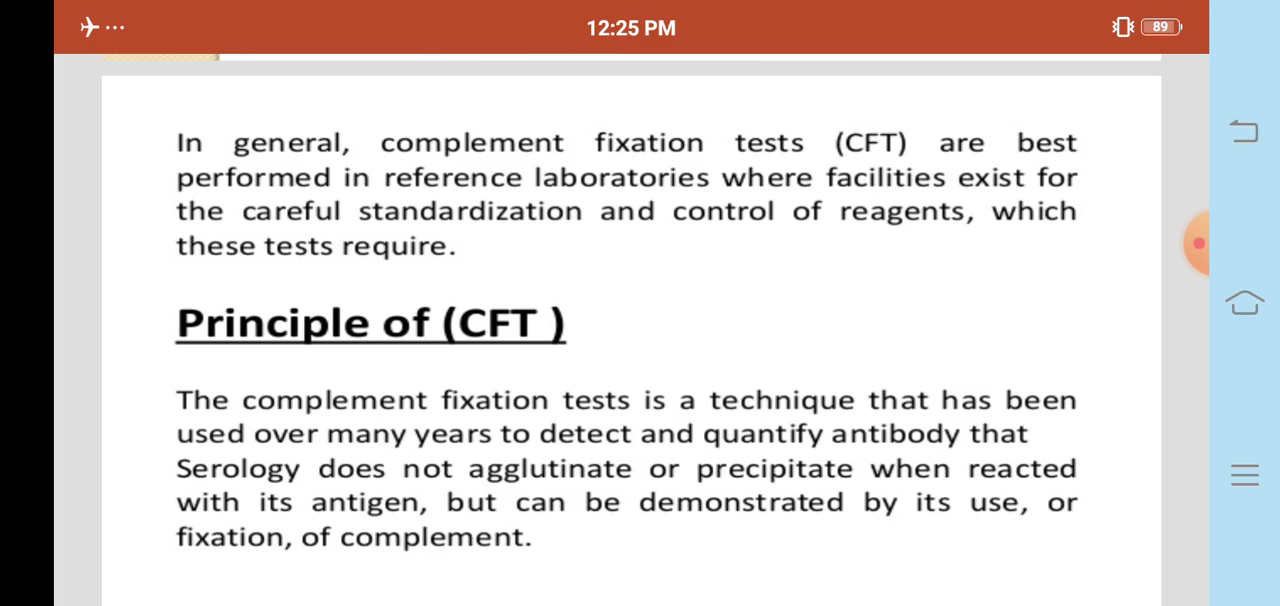 12:25 PM
89
In general, complement fixation tests (CFT) are best
performed in reference laboratories where facilities exist for
the careful standardization and control of reagents, which
these tests require.
Principle of (CFT )
The complement fixation tests is a technique that has been
used over many years to detect and quantify antibody that
Serology does not agglutinate or precipitate when reacted
with its antigen, but can be demonstrated by its use, or
fixation, of complement.